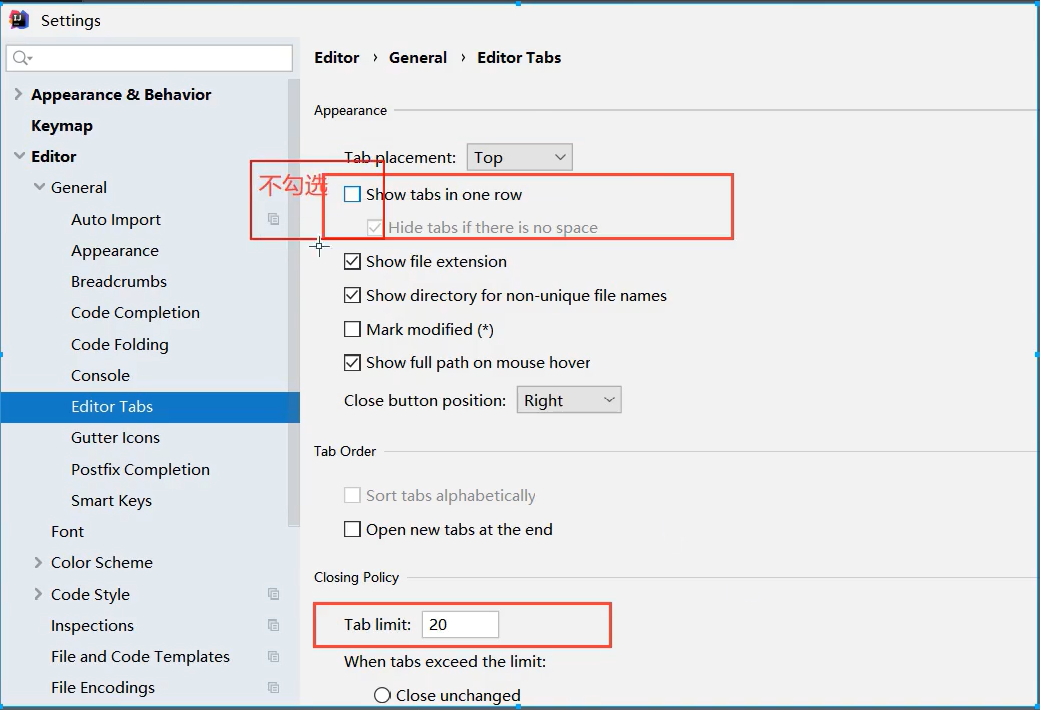 Settings
Editor › General › Editor Tabs
Appearance & Behavior
Keymap
Editor
General
Auto Import
Appearance
Breadcrumbs
Code Completion
Code Folding
Console
Editor Tabs
Gutter Icons
Postfix Completion
Smart Keys
Font
Color Scheme
Code Style
Inspections
File and Code Templates
File Encodings
Appearance
Tab placement: Top
不勾选
Show tabs in one row
Hide tabs if there is no space
Show file extension
Show directory for non-unique file names
Mark modified (*)
Show full path on mouse hover
Close button position: Right
Tab Order
Sort tabs alphabetically
Open new tabs at the end
Closing Policy
Tab limit: 20
When tabs exceed the limit:
Close unchanged